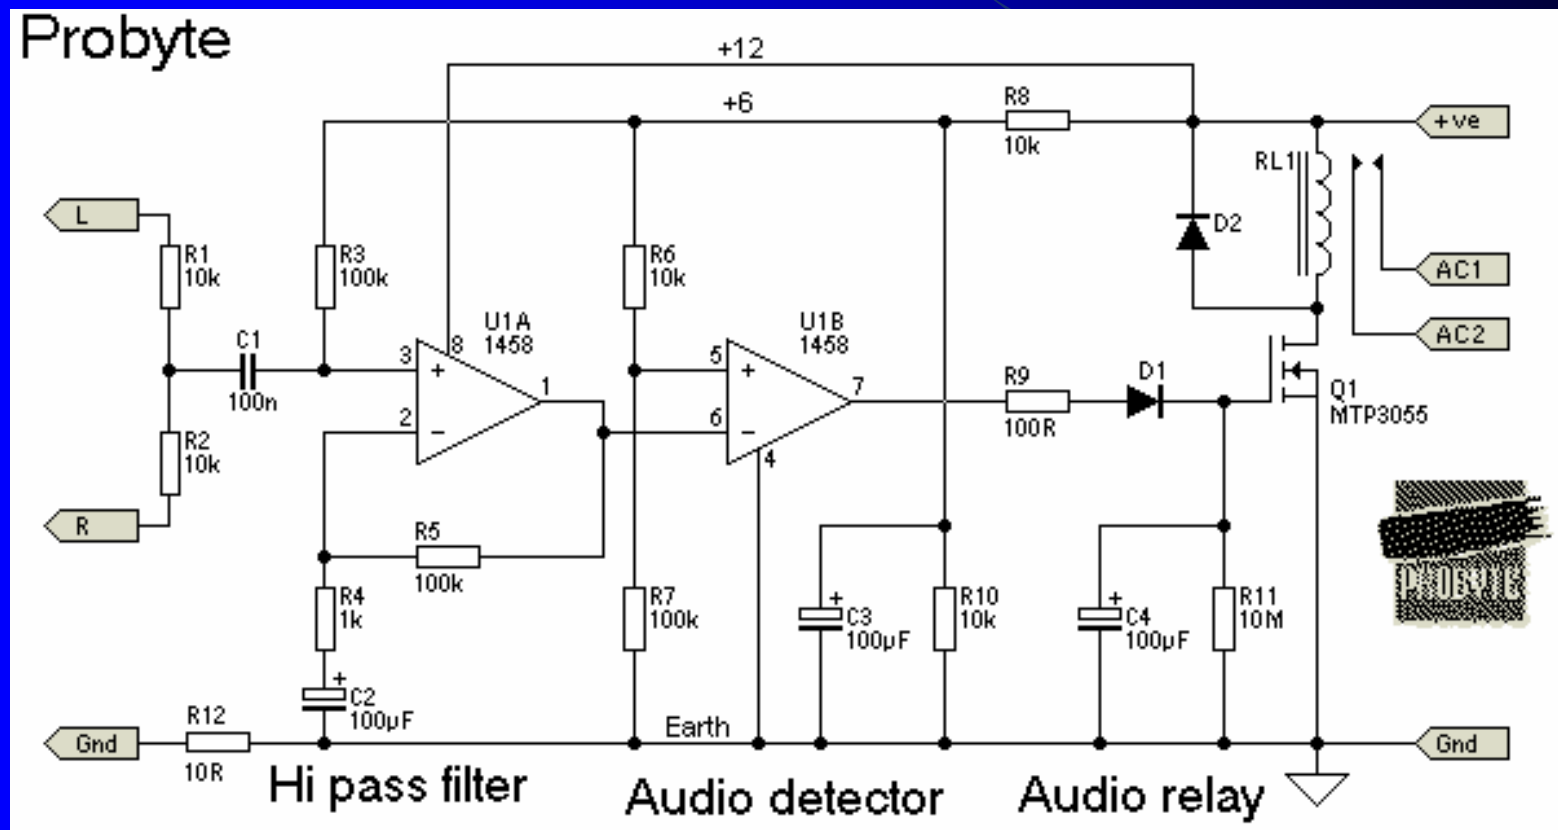 Probyte
+12
+6
R8
10k
+ve
RL1
L
R1
10k
R3
100k
R6
10k
D2
AC1
AC2
C1
100n
3
8
+
2
−
U1A
1458
1
5
+
6
−
U1B
1458
7
4
R9
100R
D1
Q1
MTP3055
R2
10k
R
R5
100k
R4
1k
R7
100k
+
C3
100µF
R10
10k
+
C4
100µF
R11
10M
PROBYTE
+
C2
100µF
R12
10R
Gnd
Earth
Gnd
Hi pass filter
Audio detector
Audio relay